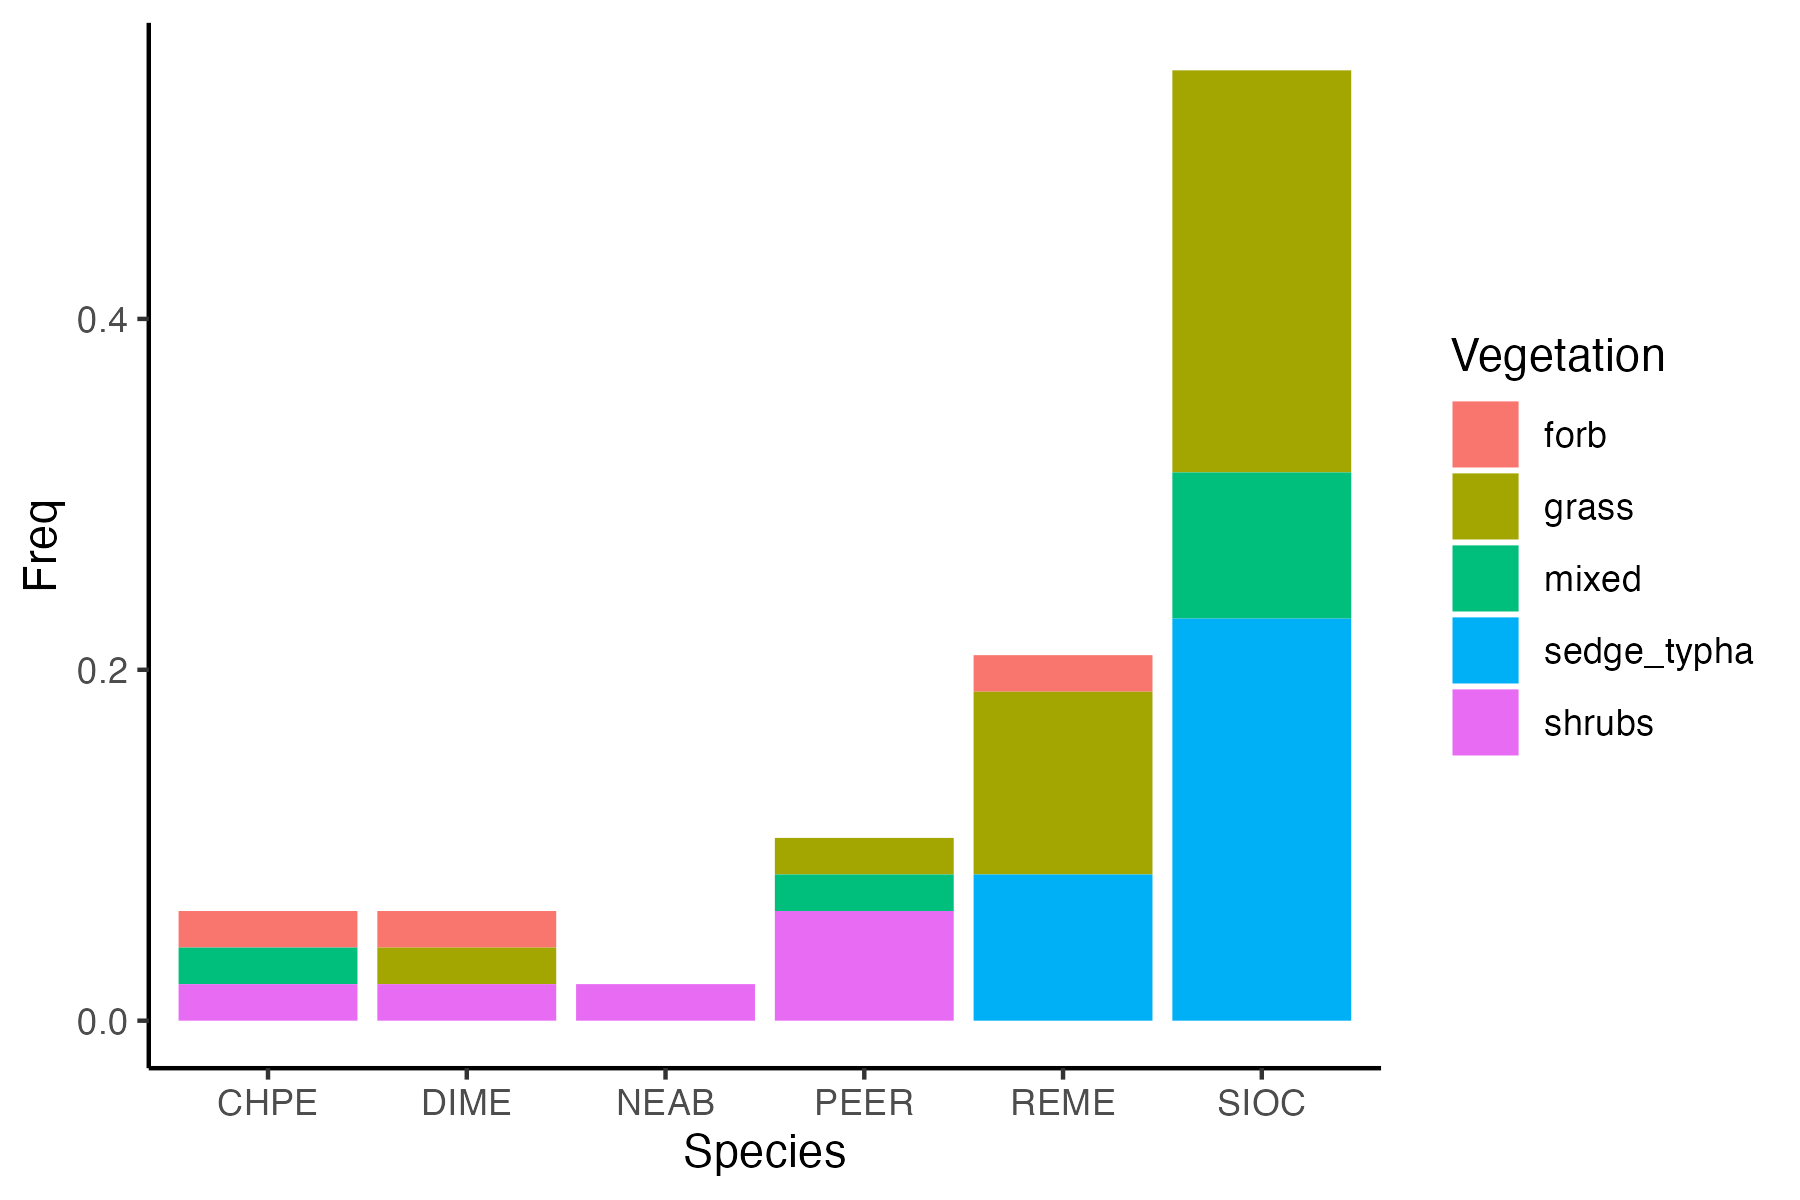 Freq
0.4
0.2
0.0
CHPE DIME NEAB PEER REME SIOC
Species
Vegetation
forb
grass
mixed
sedge_typha
shrubs